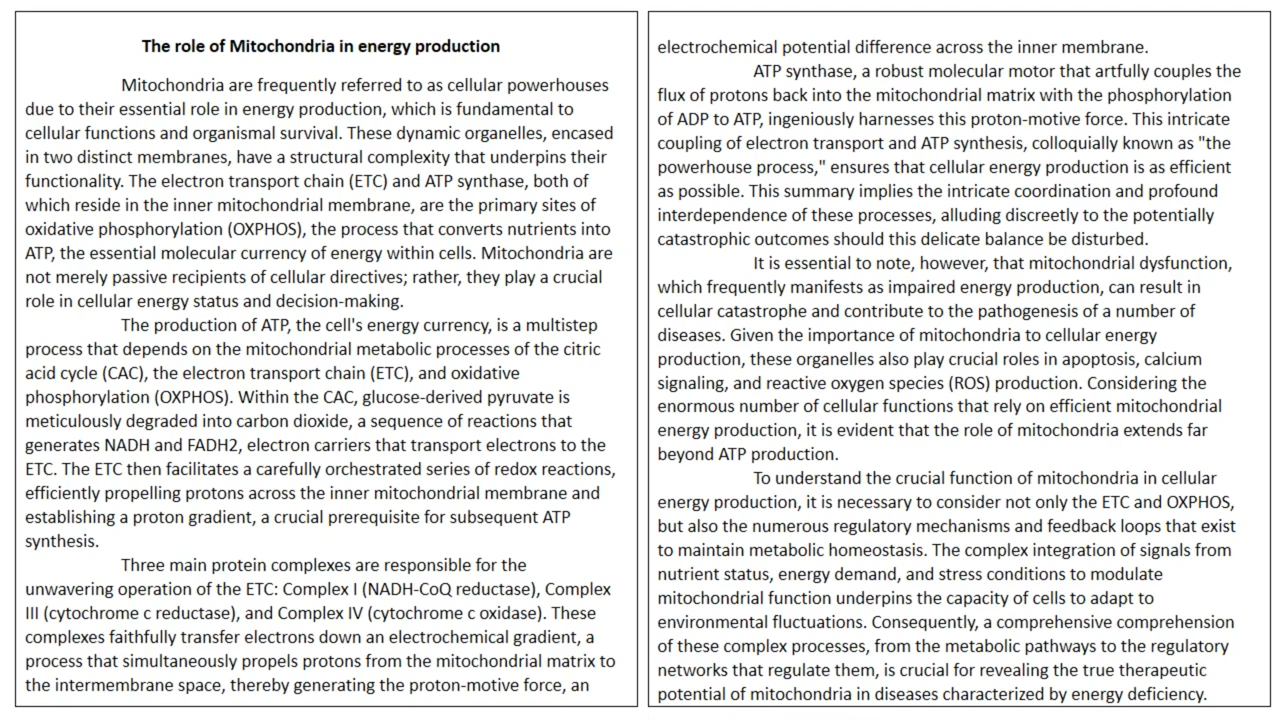 The role of Mitochondria in energy production
Mitochondria are frequently referred to as cellular powerhouses
due to their essential role in energy production, which is fundamental to
cellular functions and organismal survival. These dynamic organelles, encased
in two distinct membranes, have a structural complexity that underpins their
functionality. The electron transport chain (ETC) and ATP synthase, both of
which reside in the inner mitochondrial membrane, are the primary sites of
oxidative phosphorylation (OXPHOS), the process that converts nutrients into
ATP, the essential molecular currency of energy within cells. Mitochondria are
not merely passive recipients of cellular directives; rather, they play a crucial
role in cellular energy status and decision-making.
The production of ATP, the cell's energy currency, is a multistep
process that depends on the mitochondrial metabolic processes of the citric
acid cycle (CAC), the electron transport chain (ETC), and oxidative
phosphorylation (OXPHOS). Within the CAC, glucose-derived pyruvate is
meticulously degraded into carbon dioxide, a sequence of reactions that
generates NADH and FADH2, electron carriers that transport electrons to the
ETC. The ETC then facilitates a carefully orchestrated series of redox reactions,
efficiently propelling protons across the inner mitochondrial membrane and
establishing a proton gradient, a crucial prerequisite for subsequent ATP
synthesis.
Three main protein complexes are responsible for the
unwavering operation of the ETC: Complex I (NADH-CoQ reductase), Complex
III (cytochrome c reductase), and Complex IV (cytochrome c oxidase). These
complexes faithfully transfer electrons down an electrochemical gradient, a
process that simultaneously propels protons from the mitochondrial matrix to
the intermembrane space, thereby generating the proton-motive force, an
electrochemical potential difference across the inner membrane.
ATP synthase, a robust molecular motor that artfully couples the
flux of protons back into the mitochondrial matrix with the phosphorylation
of ADP to ATP, ingeniously harnesses this proton-motive force. This intricate
coupling of electron transport and ATP synthesis, colloquially known as "the
powerhouse process," ensures that cellular energy production is as efficient
as possible. This summary implies the intricate coordination and profound
interdependence of these processes, alluding discreetly to the potentially
catastrophic outcomes should this delicate balance be disturbed.
It is essential to note, however, that mitochondrial dysfunction,
which frequently manifests as impaired energy production, can result in
cellular catastrophe and contribute to the pathogenesis of a number of
diseases. Given the importance of mitochondria to cellular energy
production, these organelles also play crucial roles in apoptosis, calcium
signaling, and reactive oxygen species (ROS) production. Considering the
enormous number of cellular functions that rely on efficient mitochondrial
energy production, it is evident that the role of mitochondria extends far
beyond ATP production.
To understand the crucial function of mitochondria in cellular
energy production, it is necessary to consider not only the ETC and OXPHOS,
but also the numerous regulatory mechanisms and feedback loops that exist
to maintain metabolic homeostasis. The complex integration of signals from
nutrient status, energy demand, and stress conditions to modulate
mitochondrial function underpins the capacity of cells to adapt to
environmental fluctuations. Consequently, a comprehensive comprehension
of these complex processes, from the metabolic pathways to the regulatory
networks that regulate them, is crucial for revealing the true therapeutic
potential of mitochondria in diseases characterized by energy deficiency.